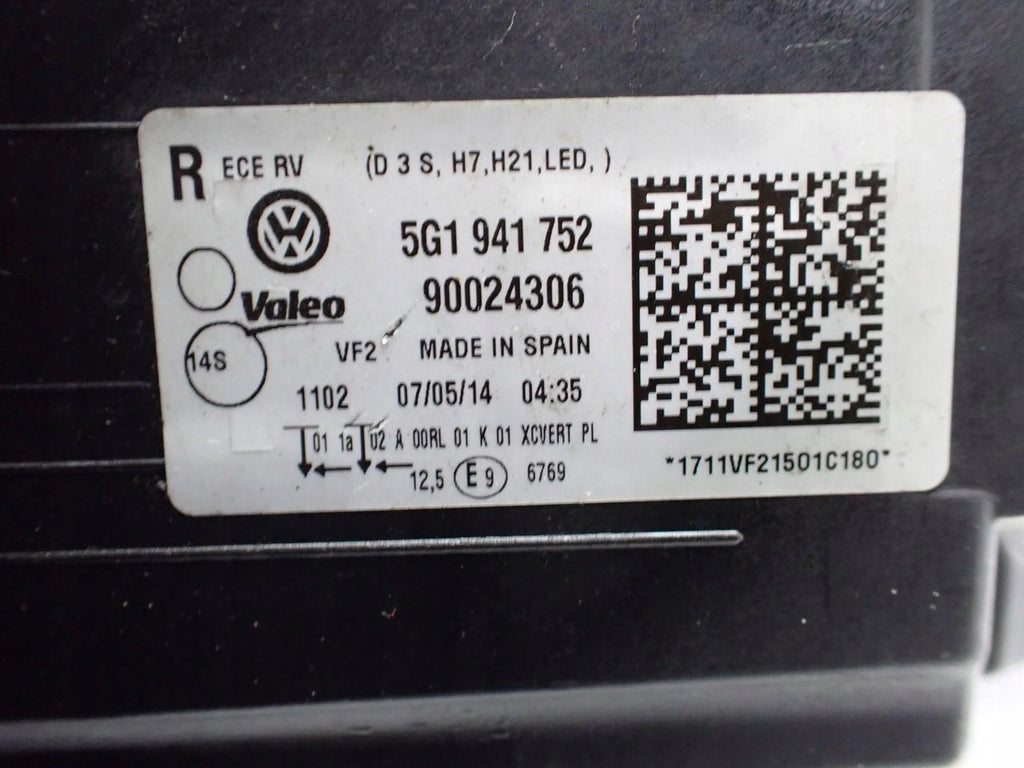 R ECE RV (D 3 S, H7,H21,LED, )
5G1 941 752
90024306
Valeo
14S
VF2 MADE IN SPAIN
1102 07/05/14 04:35
01 1a 02 A 00RL 01 K 01 XCVERT PL
12,5 E9 6769
*1711VF21501C180*